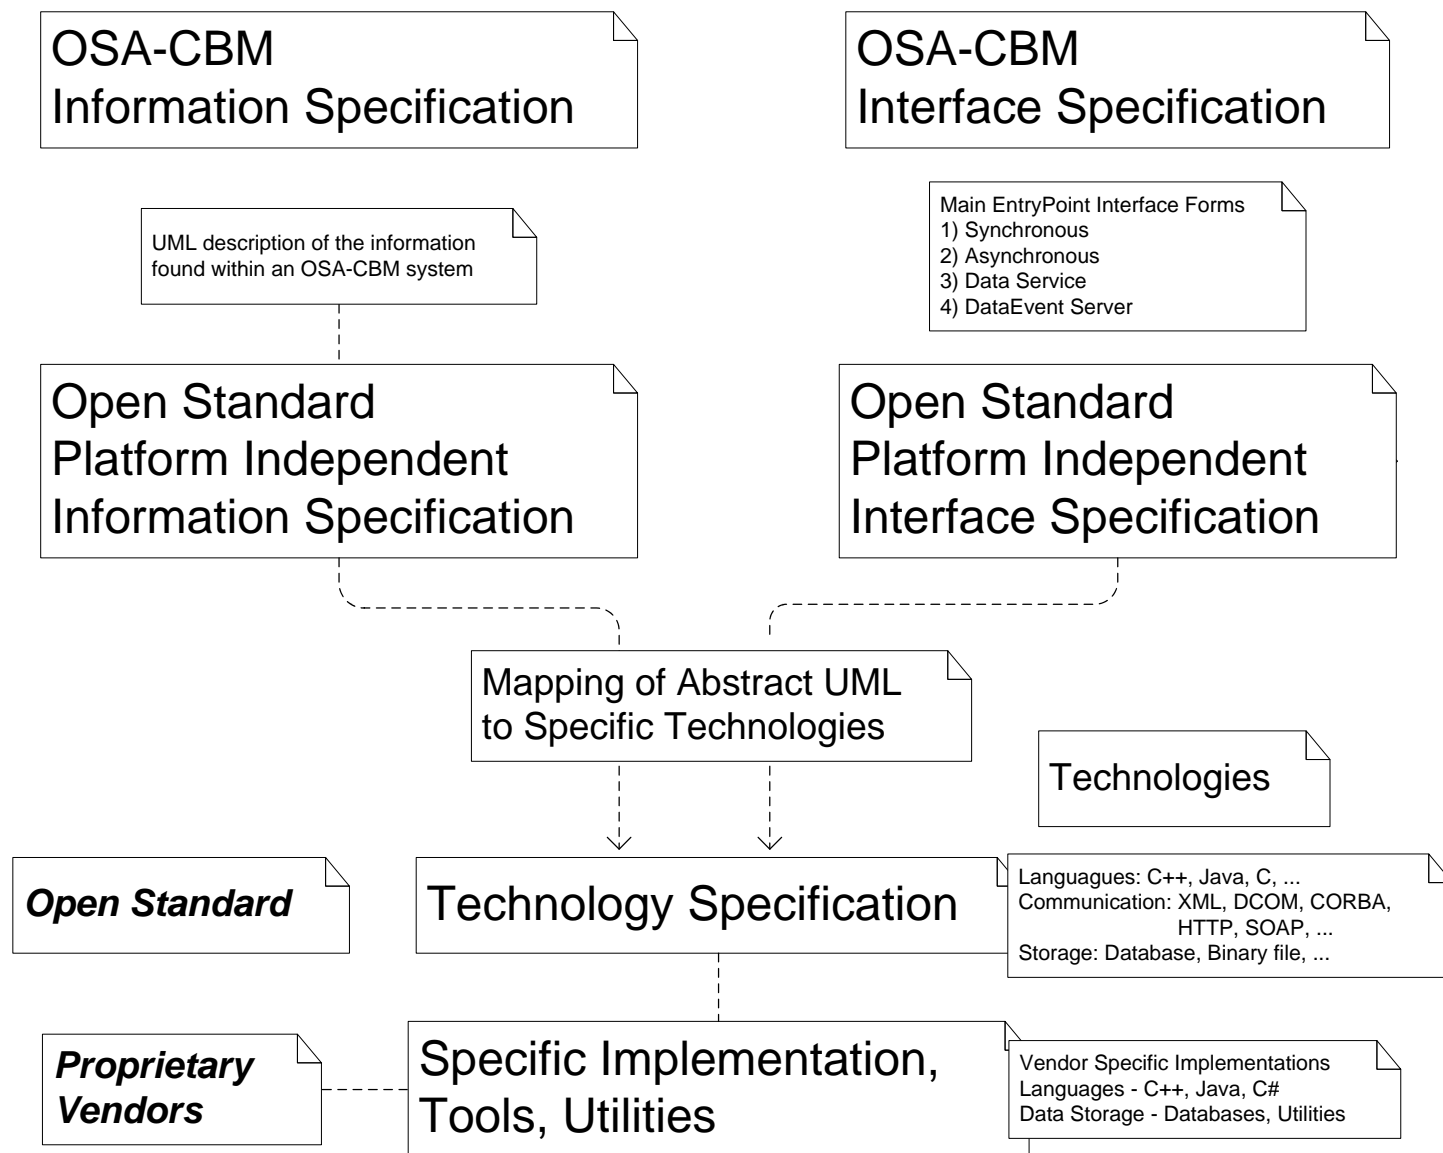 OSA-CBM
Information Specification
OSA-CBM
Interface Specification
UML description of the information
found within an OSA-CBM system
Main EntryPoint Interface Forms
1) Synchronous
2) Asynchronous
3) Data Service
4) DataEvent Server
Open Standard
Platform Independent
Information Specification
Open Standard
Platform Independent
Interface Specification
Mapping of Abstract UML
to Specific Technologies
Technologies
Open Standard
Technology Specification
Languagues: C++, Java, C, ...
Communication: XML, DCOM, CORBA,
HTTP, SOAP, ...
Storage: Database, Binary file, ...
Proprietary
Vendors
Specific Implementation,
Tools, Utilities
Vendor Specific Implementations
Languages - C++, Java, C#
Data Storage - Databases, Utilities